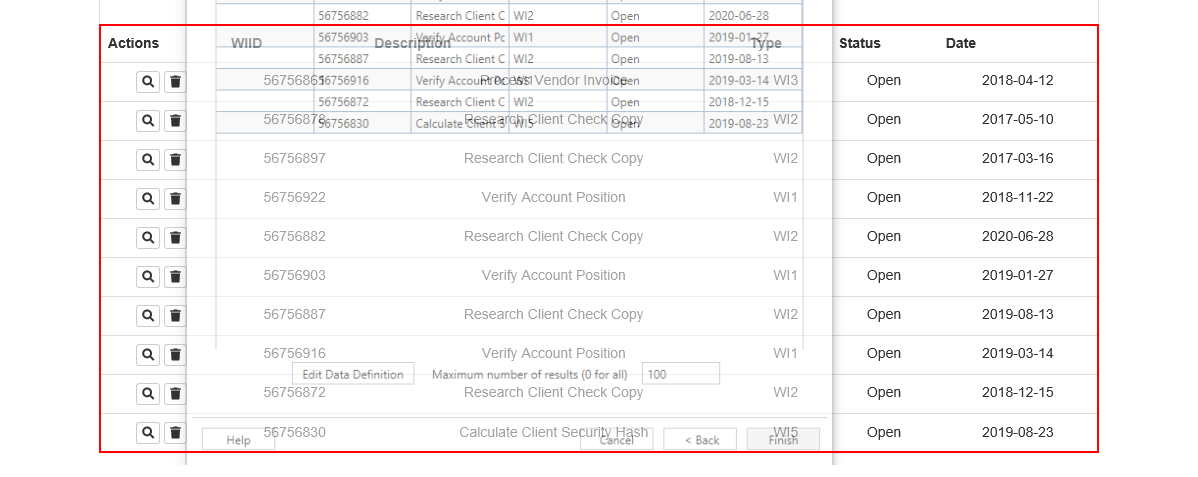 56756882 Research Client C WI2 Open 2020-06-28
Actions WIID Description Type Status Date
56756903 Verify Account Pc WI1 Open 2019-01-27
56756887 Research Client C WI2 Open 2019-08-13
56756865 Process Vendor Invoice WI3 Open 2018-04-12
56756916 Verify Account Pc WI1 Open 2019-03-14
56756872 Research Client C WI2 Open 2018-12-15
56756878 Research Client Check Copy WI2 Open 2017-05-10
56756830 Calculate Client S WI5 Open 2019-08-23
56756897 Research Client Check Copy WI2 Open 2017-03-16
56756922 Verify Account Position WI1 Open 2018-11-22
56756882 Research Client Check Copy WI2 Open 2020-06-28
56756903 Verify Account Position WI1 Open 2019-01-27
56756887 Research Client Check Copy WI2 Open 2019-08-13
56756916 Verify Account Position WI1 Open 2019-03-14
Edit Data Definition Maximum number of results (0 for all) 100
56756872 Research Client Check Copy WI2 Open 2018-12-15
56756830 Calculate Client Security Hash WI5 Open 2019-08-23
Help Cancel < Back Finish